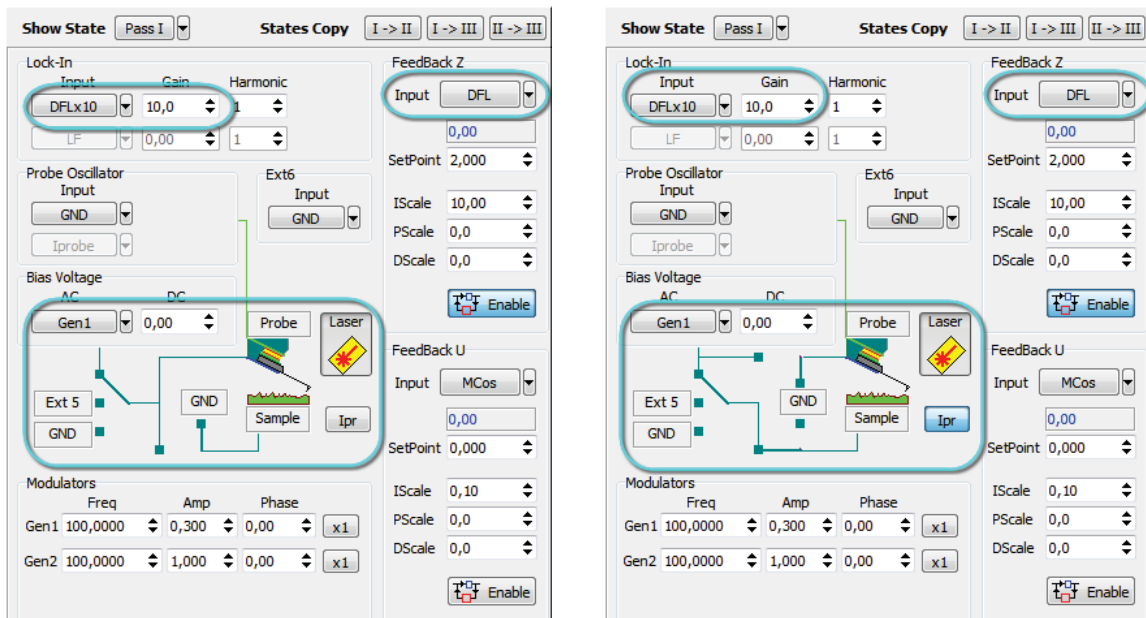 Show State Pass I States Copy I -> II I -> III II -> III
Lock-In
Input Gain Harmonic
DFLx10 10,0 1
LF 0,00 1
FeedBack Z
Input DFL
0,00
SetPoint 2,000
IScale 10,00
PScale 0,0
DScale 0,0
Enable
Probe Oscillator
Input
GND
Iprobe
Ext6
Input
GND
Bias Voltage
AC DC
Gen1 0,00
Probe Laser
Ext 5 GND
GND Sample Ipr
FeedBack U
Input MCos
0,00
SetPoint 0,000
IScale 0,10
PScale 0,0
DScale 0,0
Enable
Modulators
Freq Amp Phase
Gen1 100,0000 0,300 0,00 x1
Gen2 100,0000 1,000 0,00 x1
Show State Pass I States Copy I -> II I -> III II -> III
Lock-In
Input Gain Harmonic
DFLx10 10,0 1
LF 0,00 1
FeedBack Z
Input DFL
0,00
SetPoint 2,000
IScale 10,00
PScale 0,0
DScale 0,0
Enable
Probe Oscillator
Input
GND
Iprobe
Ext6
Input
GND
Bias Voltage
AC DC
Gen1 0,00
Probe Laser
Ext 5 GND
GND Sample Ipr
FeedBack U
Input MCos
0,00
SetPoint 0,000
IScale 0,10
PScale 0,0
DScale 0,0
Enable
Modulators
Freq Amp Phase
Gen1 100,0000 0,300 0,00 x1
Gen2 100,0000 1,000 0,00 x1